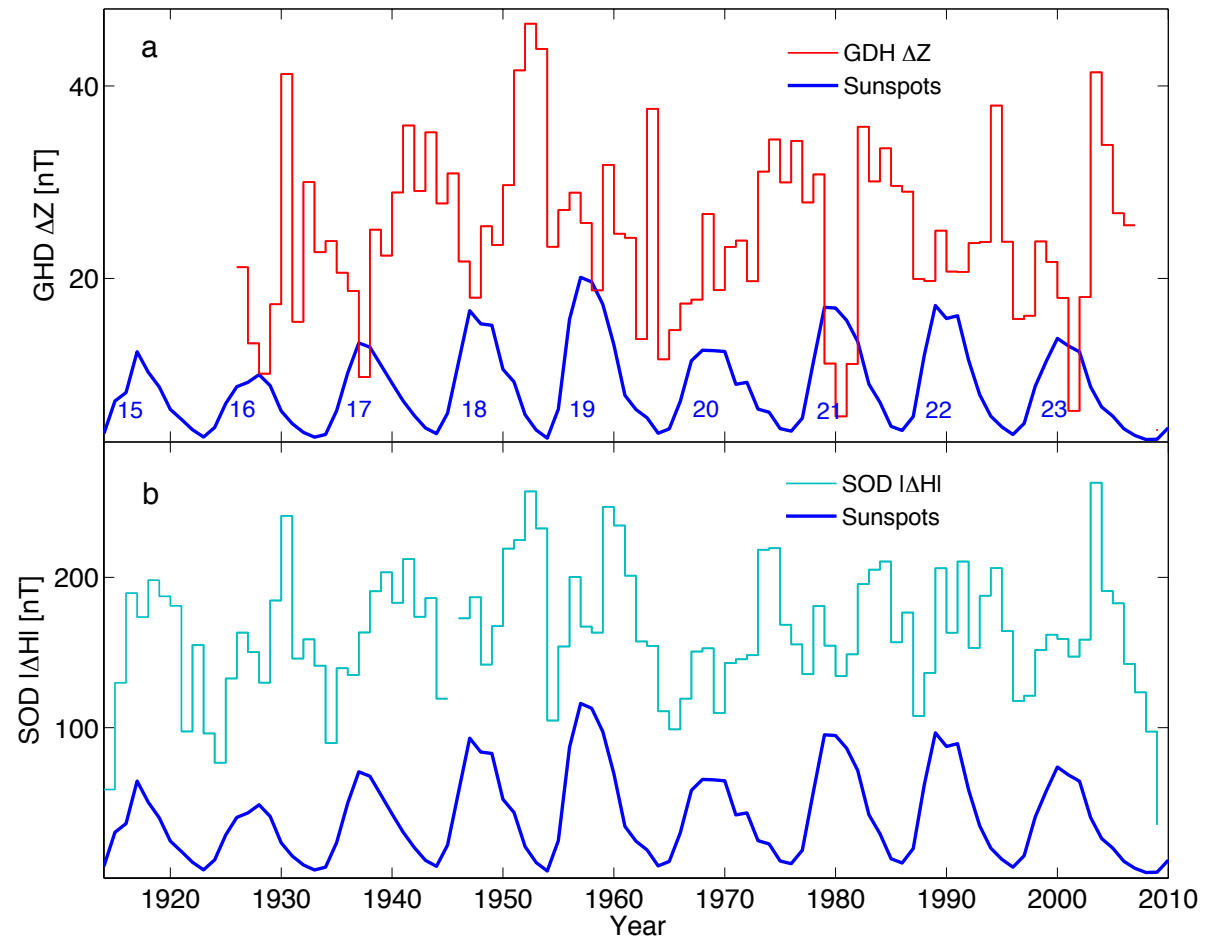 a
GDH ΔZ
Sunspots
40
20
GHD ΔZ [nT]
15 16 17 18 19 20 21 22 23
b
SOD |ΔH|
Sunspots
200
100
SOD |ΔH| [nT]
1920 1930 1940 1950 1960 1970 1980 1990 2000 2010
Year